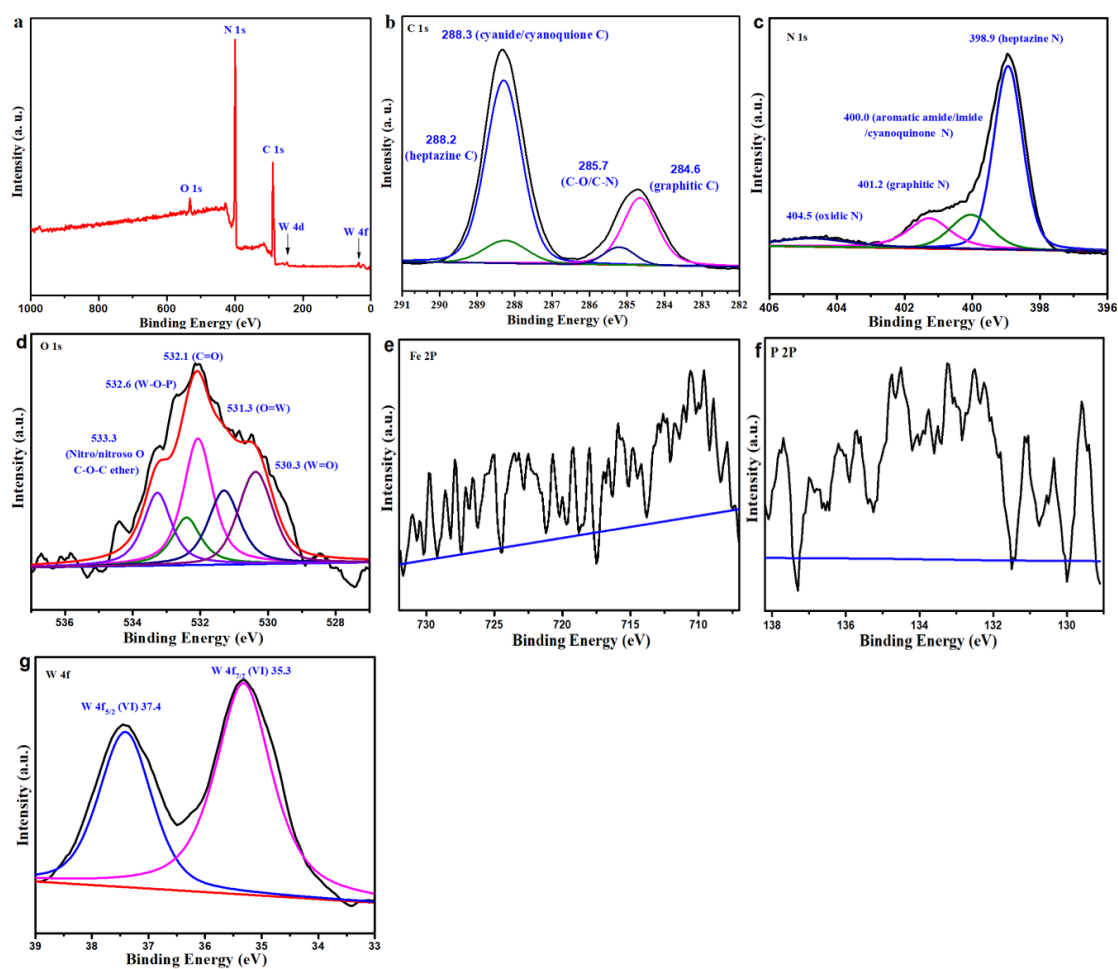 a
N 1s
C 1s
O 1s
W 4d
W 4f
Intensity (a. u.)
1000 800 600 400 200 0
Binding Energy (eV)
b
C 1s
288.3 (cyanide/cyanoquione C)
288.2
(heptazine C)
285.7
(C-O/C-N)
284.6
(graphitic C)
Intensity (a. u.)
291 290 289 288 287 286 285 284 283 282
Binding Energy (eV)
c
N 1s
398.9 (heptazine N)
400.0 (aromatic amide/imide
/cyanoquinone N)
401.2 (graphitic N)
404.5 (oxidic N)
Intensity (a. u.)
406 404 402 400 398 396
Binding Energy (eV)
d
O 1s
532.1 (C=O)
532.6 (W-O-P)
531.3 (O=W)
533.3
(Nitro/nitroso O
C-O-C ether)
530.3 (W=O)
Intensity (a.u.)
536 534 532 530 528
Binding Energy (eV)
e
Fe 2P
Intensity (a.u.)
730 725 720 715 710
Binding Energy (eV)
f
P 2P
Intensity (a.u.)
138 136 134 132 130
Binding Energy (eV)
g
W 4f
W 4f7/2 (VI) 35.3
W 4f5/2 (VI) 37.4
Intensity (a.u.)
39 38 37 36 35 34 33
Binding Energy (eV)